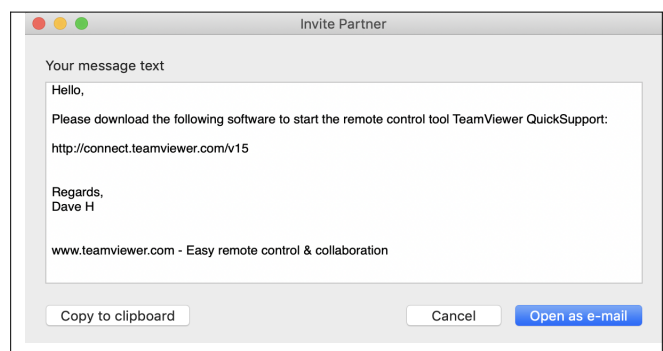 Invite Partner
Your message text
Hello,
Please download the following software to start the remote control tool TeamViewer QuickSupport:
http://connect.teamviewer.com/v15
Regards,
Dave H
www.teamviewer.com - Easy remote control & collaboration
Copy to clipboard
Cancel
Open as e-mail